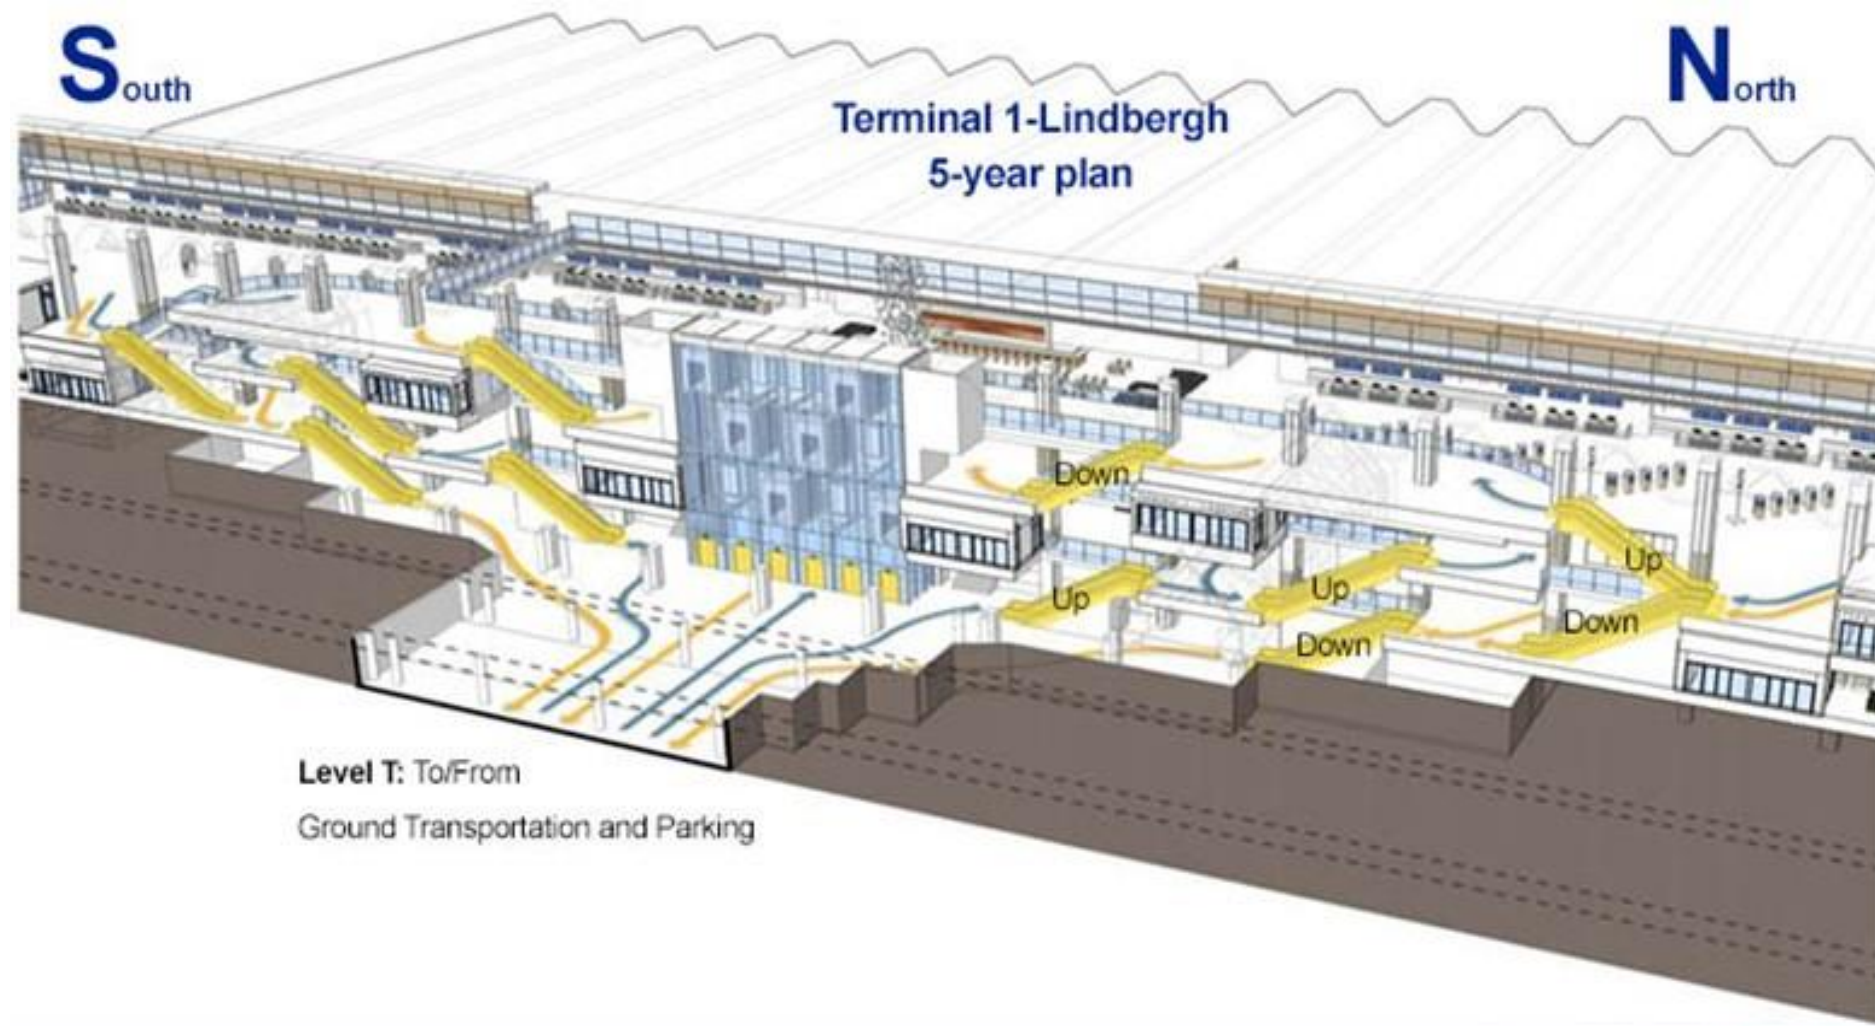 South
North
Terminal 1-Lindbergh
5-year plan
Down
Up
Up
Up
Down
Down
Level T: To/From
Ground Transportation and Parking